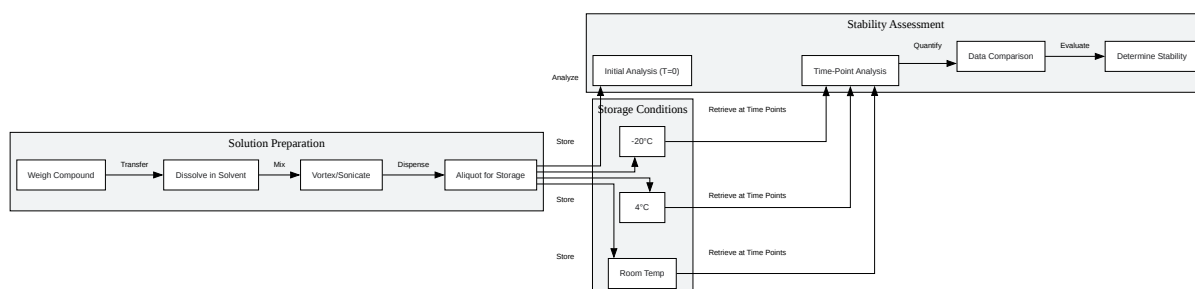 Stability Assessment
Quantify
Evaluate
Initial Analysis (T=0)
Time-Point Analysis
Data Comparison
Determine Stability
Analyze
Storage Conditions
Retrieve at Time Points
Solution Preparation
Store
-20°C
Transfer
Mix
Dispense
Weigh Compound
Dissolve in Solvent
Vortex/Sonicate
Aliquot for Storage
Store
4°C
Retrieve at Time Points
Store
Room Temp
Retrieve at Time Points